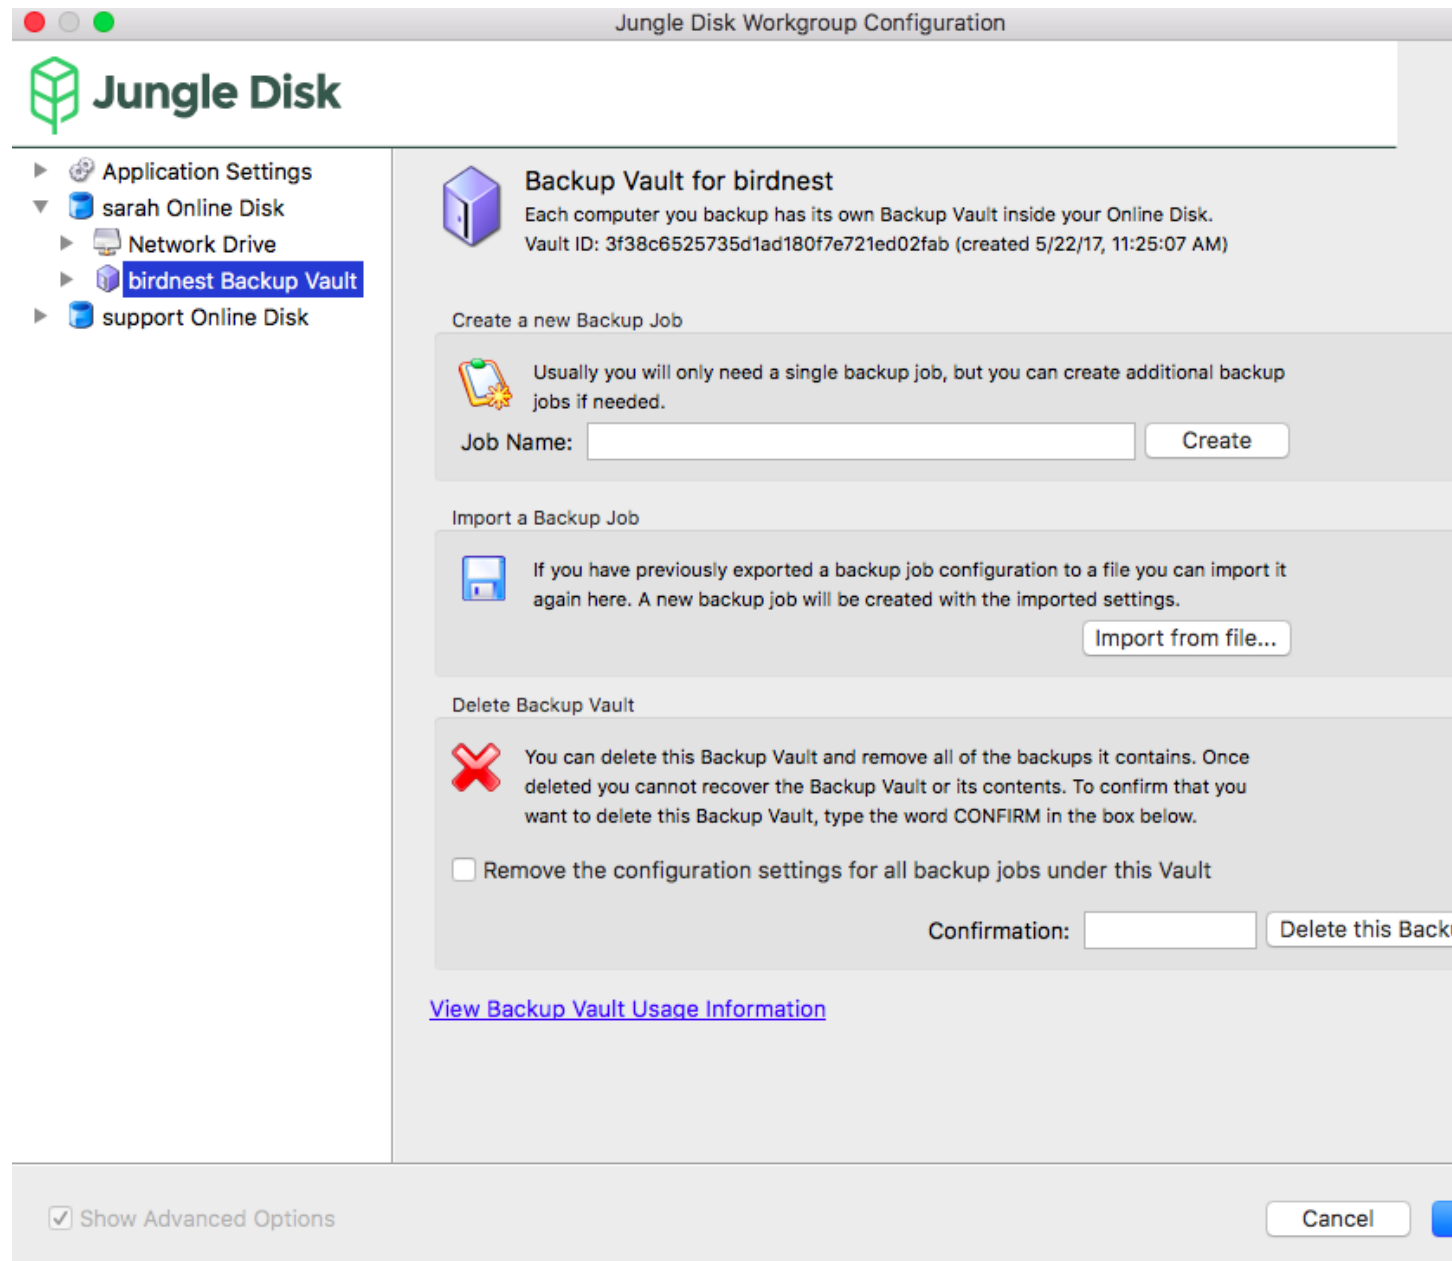 Jungle Disk Workgroup Configuration
Jungle Disk
Application Settings
sarah Online Disk
Network Drive
birdnest Backup Vault
support Online Disk
Backup Vault for birdnest
Each computer you backup has its own Backup Vault inside your Online Disk.
Vault ID: 3f38c6525735d1ad180f7e721ed02fab (created 5/22/17, 11:25:07 AM)
Create a new Backup Job
Usually you will only need a single backup job, but you can create additional backup
jobs if needed.
Job Name:
Create
Import a Backup Job
If you have previously exported a backup job configuration to a file you can import it
again here. A new backup job will be created with the imported settings.
Import from file...
Delete Backup Vault
You can delete this Backup Vault and remove all of the backups it contains. Once
deleted you cannot recover the Backup Vault or its contents. To confirm that you
want to delete this Backup Vault, type the word CONFIRM in the box below.
Remove the configuration settings for all backup jobs under this Vault
Confirmation:
Delete this Back
View Backup Vault Usage Information
Show Advanced Options
Cancel